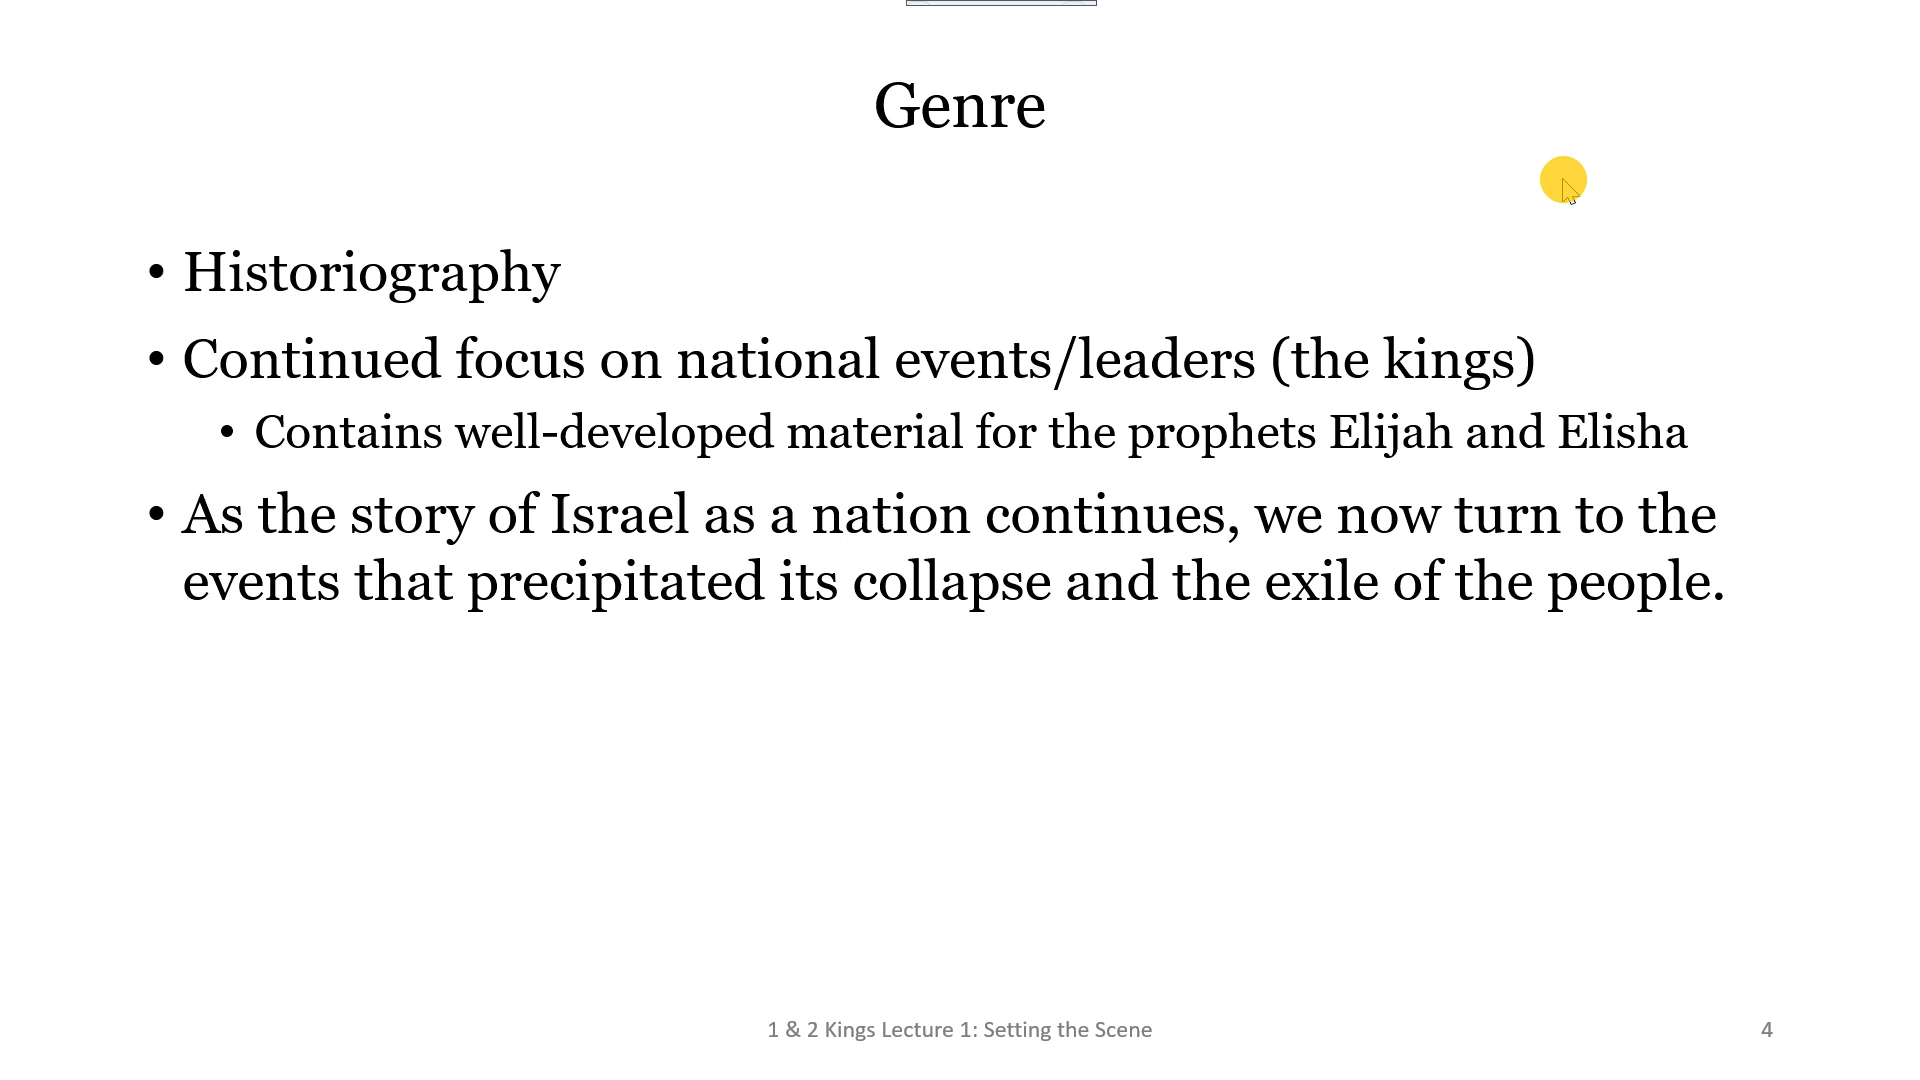 Genre
• Historiography
• Continued focus on national events/leaders (the kings)
• Contains well-developed material for the prophets Elijah and Elisha
• As the story of Israel as a nation continues, we now turn to the
events that precipitated its collapse and the exile of the people.
1 & 2 Kings Lecture 1: Setting the Scene
4